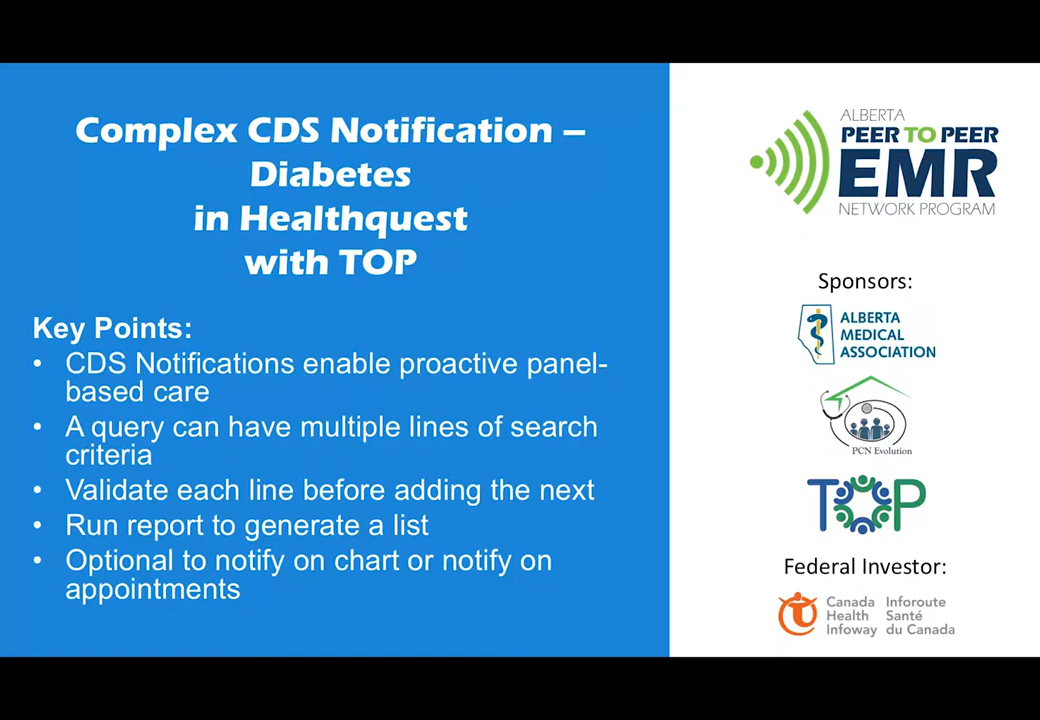 Complex CDS Notification –
Diabetes
in Healthquest
with TOP
Key Points:
• CDS Notifications enable proactive panel-
based care
• A query can have multiple lines of search
criteria
• Validate each line before adding the next
• Run report to generate a list
• Optional to notify on chart or notify on
appointments
ALBERTA
PEER TO PEER
EMR
NETWORK PROGRAM
Sponsors:
ALBERTA
MEDICAL
ASSOCIATION
PCN Evolution
TOP
Federal Investor:
Canada Inforoute
Health Santé
Infoway du Canada